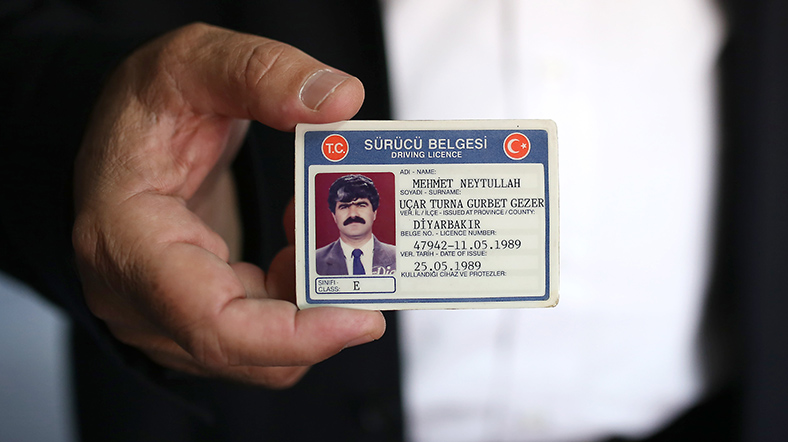 T.C.
SÜRÜCÜ BELGESİ
DRIVING LICENCE
ADI - NAME:
MEHMET NEYTULLAH
SOYADI - SURNAME:
UÇAR TURNA GURBET GEZER
VER. İL / İLÇE - ISSUED AT PROVINCE / COUNTY:
DİYARBAKIR
BELGE NO. - LICENCE NUMBER:
47942-11.05.1989
VER. TARİH - DATE OF ISSUE:
25.05.1989
KULLANDIĞI CİHAZ VE PROTEZLER:
SINIFI-
CLASS:
E